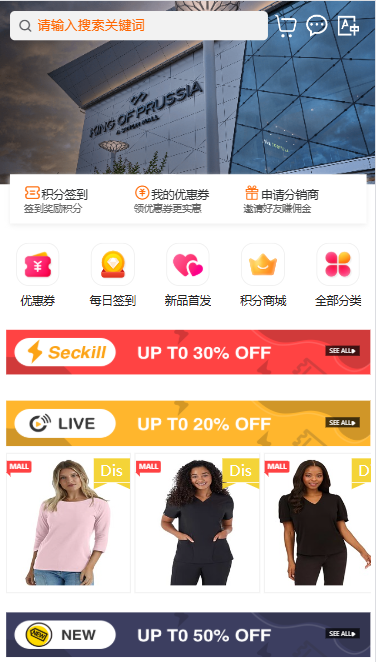 请输入搜索关键词
KING OF PRUSSIA
A SIMON MALL
积分签到
签到奖励积分
我的优惠券
领优惠券更实惠
申请分销商
邀请好友赚佣金
优惠券
每日签到
新品首发
积分商城
全部分类
Seckill
UP T0 30% OFF
SEE ALL
LIVE
UP T0 20% OFF
SEE ALL
MALL
Dis
MALL
Dis
MALL
Dis
NEW
NEW
UP T0 50% OFF
SEE ALL